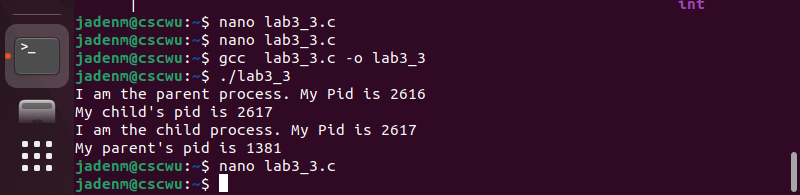 int
jadenm@cscwu:~$ nano lab3_3.c
jadenm@cscwu:~$ nano lab3_3.c
jadenm@cscwu:~$ gcc  lab3_3.c -o lab3_3
jadenm@cscwu:~$ ./lab3_3
I am the parent process. My Pid is 2616
My child's pid is 2617
I am the child process. My Pid is 2617
My parent's pid is 1381
jadenm@cscwu:~$ nano lab3_3.c
jadenm@cscwu:~$
>_